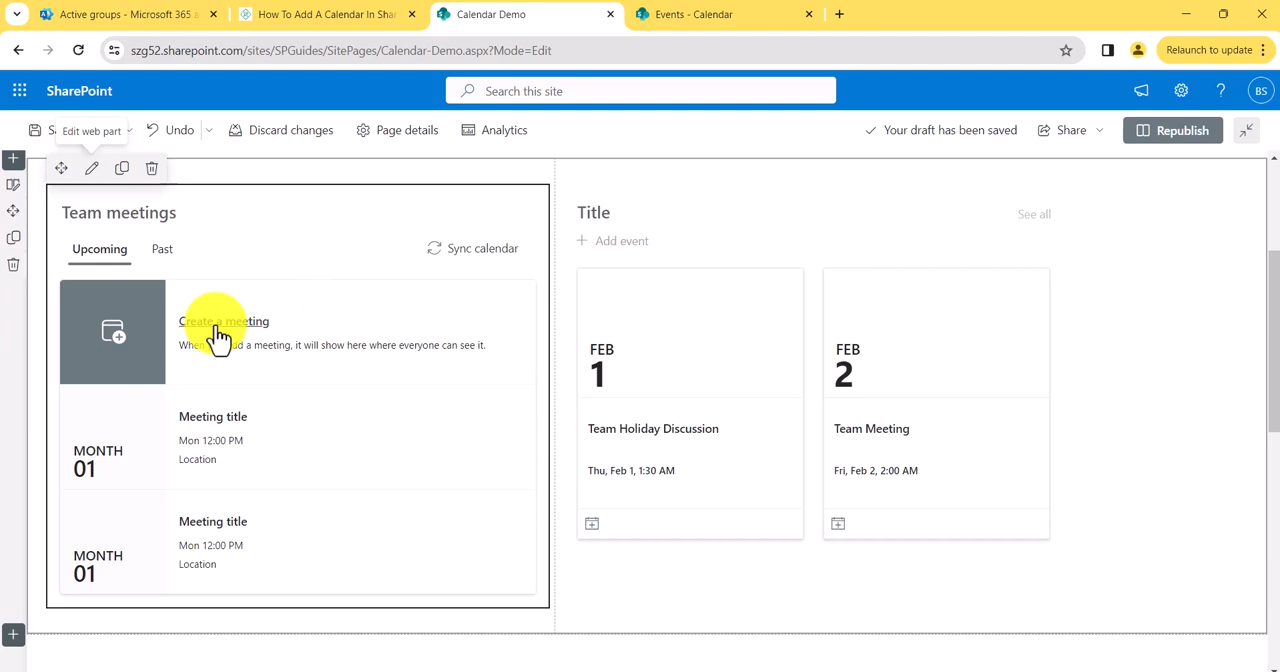 Active groups - Microsoft 365 a
How To Add A Calendar In Shar
Calendar Demo
Events - Calendar
szg52.sharepoint.com/sites/SPGuides/SitePages/Calendar-Demo.aspx?Mode=Edit
Relaunch to update
SharePoint
Search this site
BS
Edit web part
Undo
Discard changes
Page details
Analytics
Your draft has been saved
Share
Republish
Team meetings
Upcoming
Past
Sync calendar
Create a meeting
When a meeting, it will show here where everyone can see it.
Meeting title
Mon 12:00 PM
Location
MONTH
01
Meeting title
Mon 12:00 PM
Location
MONTH
01
Title
See all
Add event
FEB
1
Team Holiday Discussion
Thu, Feb 1, 1:30 AM
FEB
2
Team Meeting
Fri, Feb 2, 2:00 AM